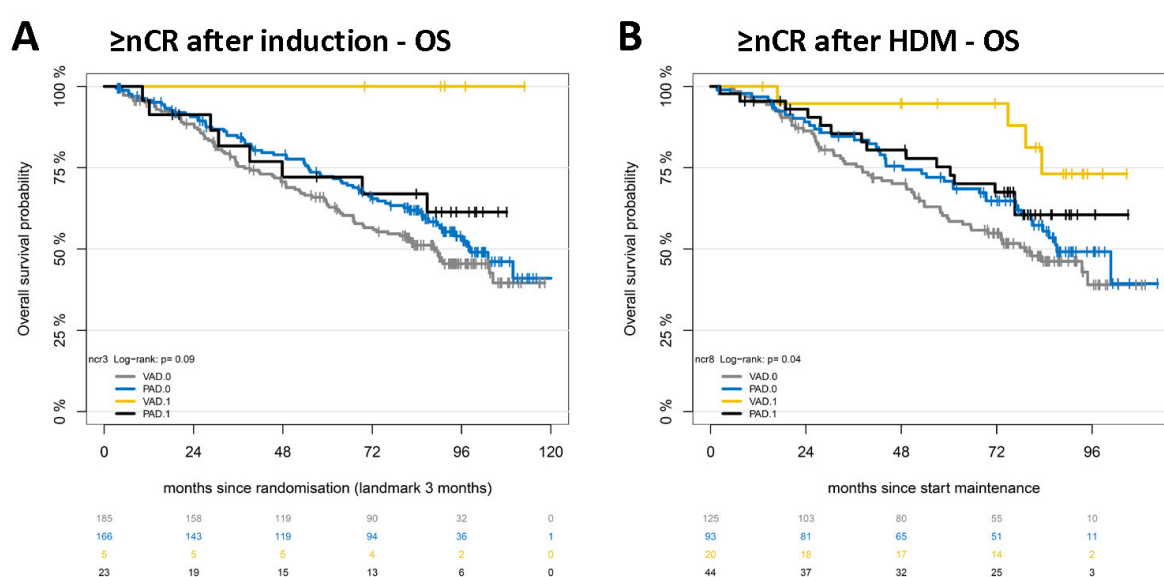 A ≥nCR after induction - OS
Overall survival probability
100 %
75 %
50 %
25 %
0 %
ncr3 Log-rank: p= 0.09
VAD.0
PAD.0
VAD.1
PAD.1
0 24 48 72 96 120
months since randomisation (landmark 3 months)
185 158 119 90 32 0
166 143 119 94 36 1
5 5 5 4 2 0
23 19 15 13 6 0
B ≥nCR after HDM - OS
Overall survival probability
100 %
75 %
50 %
25 %
0 %
ncr8 Log-rank: p= 0.04
VAD.0
PAD.0
VAD.1
PAD.1
0 24 48 72 96
months since start maintenance
125 103 80 55 10
93 81 65 51 11
20 18 17 14 2
44 37 32 25 3